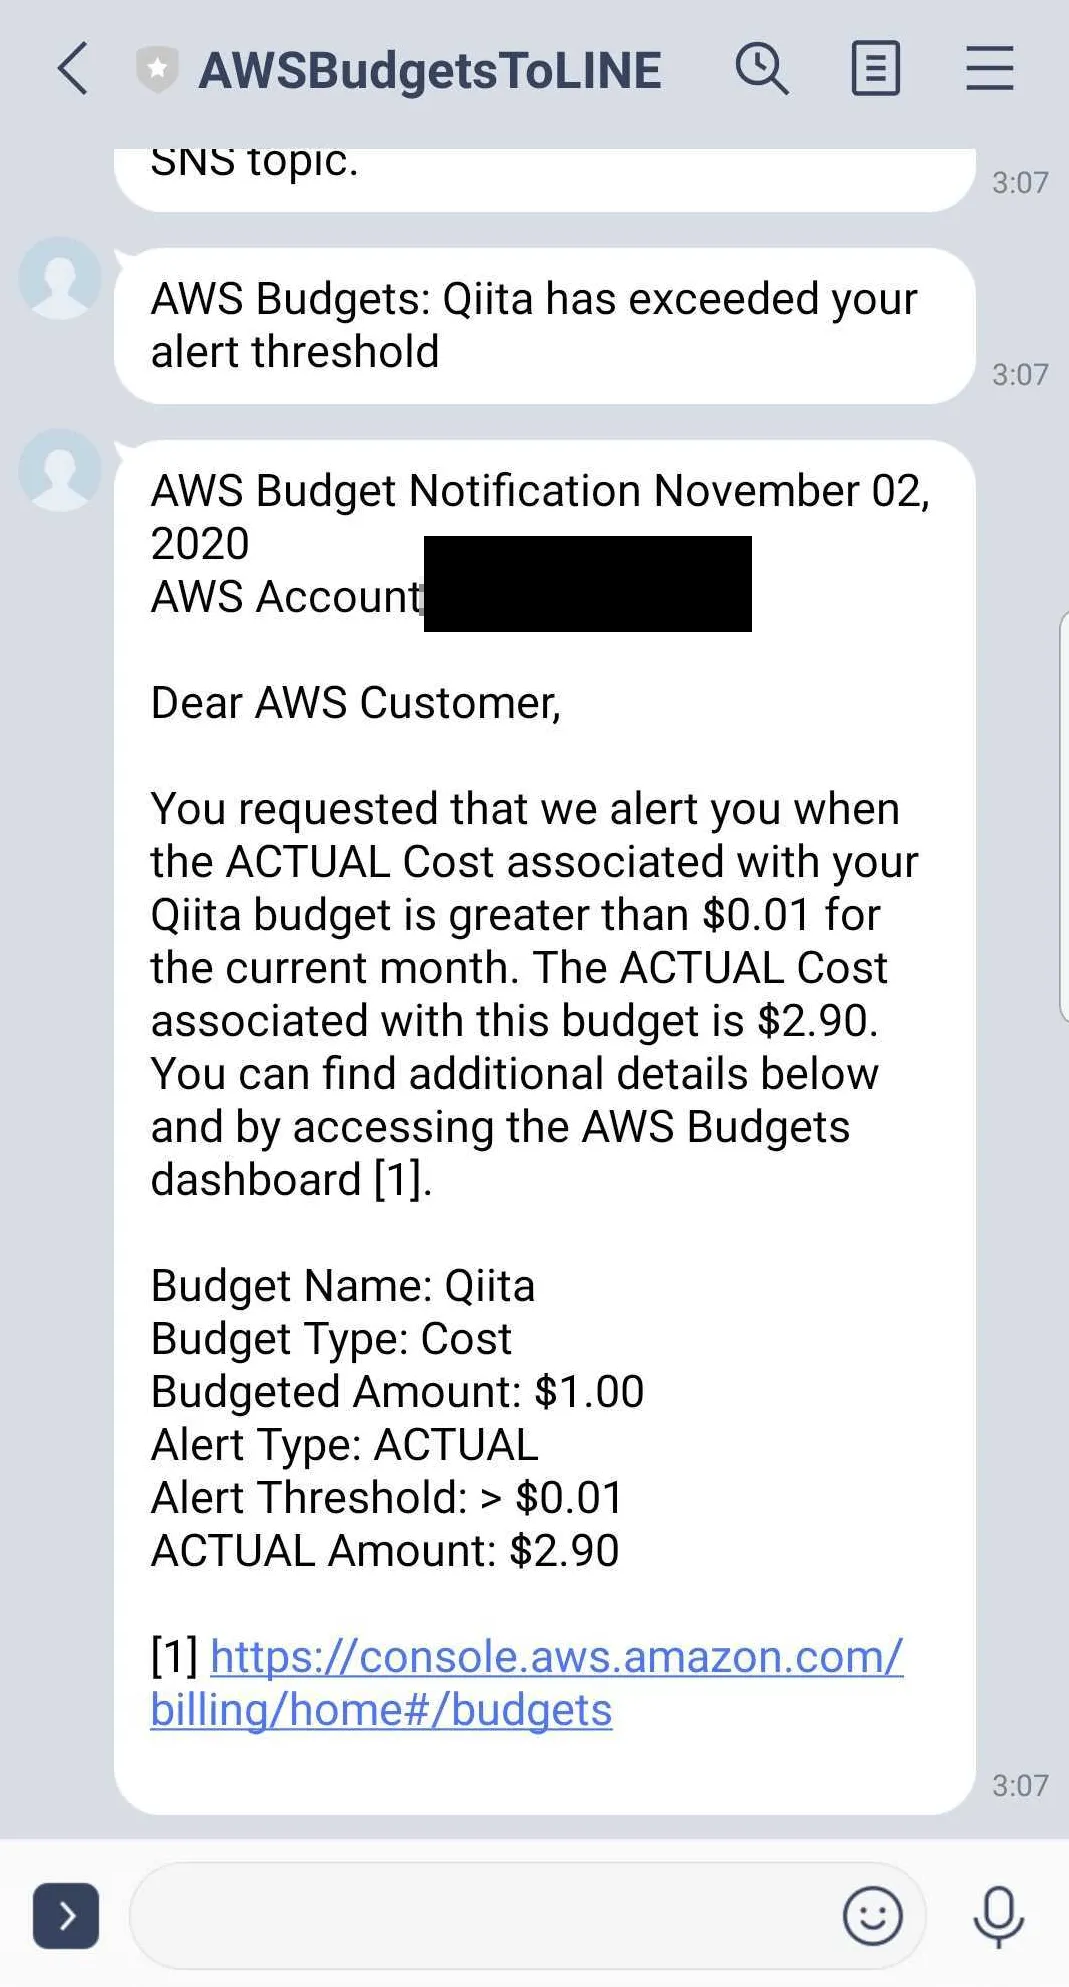 AWSBudgetsToLINE
SNS topic.
3:07
AWS Budgets: Qiita has exceeded your
alert threshold
3:07
AWS Budget Notification November 02,
2020
AWS Account
Dear AWS Customer,
You requested that we alert you when
the ACTUAL Cost associated with your
Qiita budget is greater than $0.01 for
the current month. The ACTUAL Cost
associated with this budget is $2.90.
You can find additional details below
and by accessing the AWS Budgets
dashboard [1].
Budget Name: Qiita
Budget Type: Cost
Budgeted Amount: $1.00
Alert Type: ACTUAL
Alert Threshold: > $0.01
ACTUAL Amount: $2.90
[1] https://console.aws.amazon.com/
billing/home#/budgets
3:07